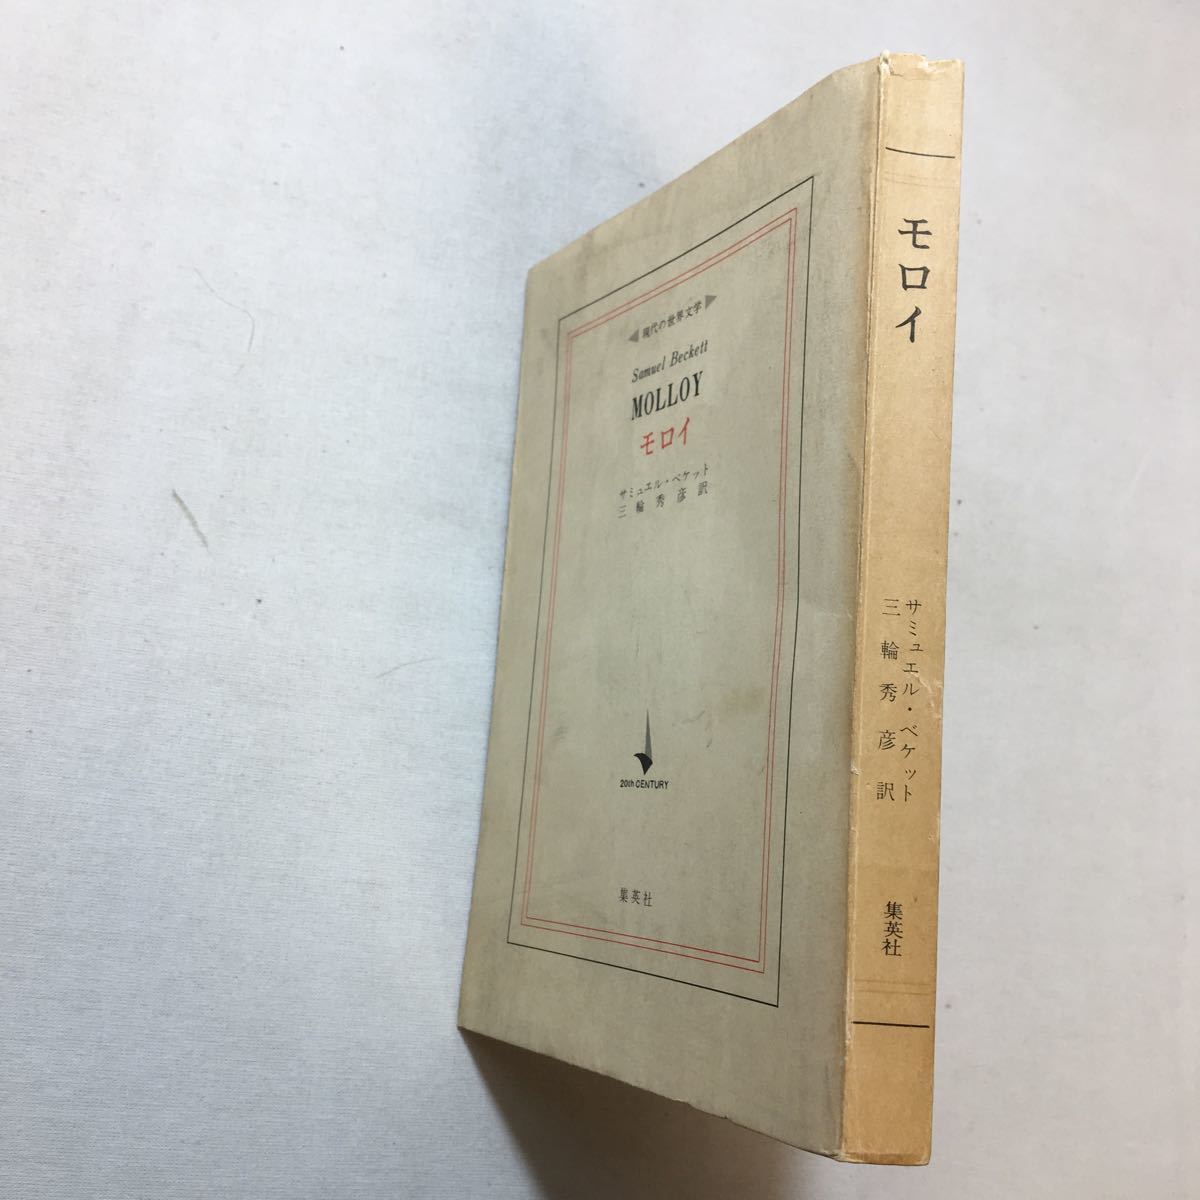 現代の世界文学
Samuel Beckett
MOLLOY
モロイ
サミュエル・ベケット
三輪秀彦訳
20th CENTURY
集英社
モロイ
サミュエル・ベケット
三輪秀彦訳
集英社